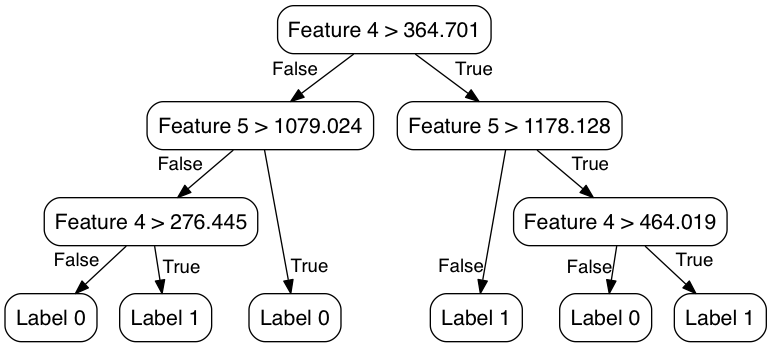 Feature 4 > 364.701
False
True
Feature 5 > 1079.024
Feature 5 > 1178.128
False
True
Feature 4 > 276.445
Feature 4 > 464.019
False
True
True
False
False
True
Label 0
Label 1
Label 0
Label 1
Label 0
Label 1